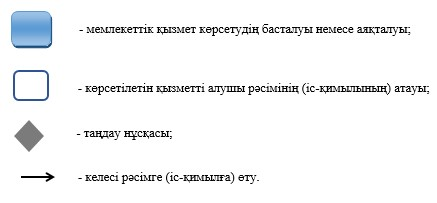 - мемлекеттік қызмет көрсетудің басталуы немесе аяқталуы;
- көрсетілетін қызметті алушы рәсімінің (іс-қимылының) атауы;
- таңдау нұсқасы;
- келесі рәсімге (іс-қимылға) өту.